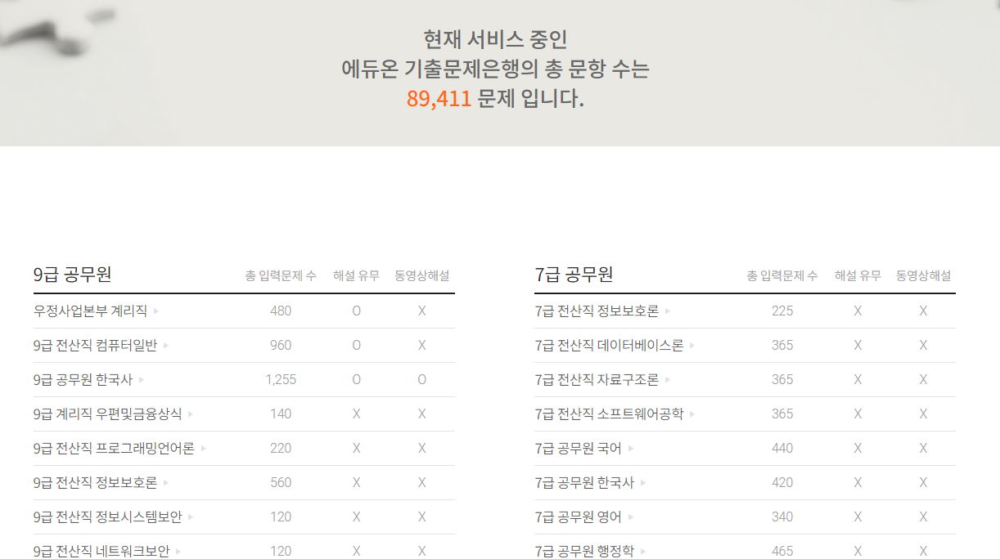 현재 서비스 중인
에듀온 기출문제은행의 총 문항 수는
89,411 문제 입니다.
9급 공무원 총 입력문제 수 해설 유무 동영상해설
우정사업본부 계리직 480 O X
9급 전산직 컴퓨터일반 960 O X
9급 공무원 한국사 1,255 O O
9급 계리직 우편및금융상식 140 X X
9급 전산직 프로그래밍언어론 220 X X
9급 전산직 정보보호론 560 X X
9급 전산직 정보시스템보안 120 X X
9급 전산직 네트워크보안 120 X X
7급 공무원 총 입력문제 수 해설 유무 동영상해설
7급 전산직 정보보호론 225 X X
7급 전산직 데이터베이스론 365 X X
7급 전산직 자료구조론 365 X X
7급 전산직 소프트웨어공학 365 X X
7급 공무원 국어 440 X X
7급 공무원 한국사 420 X X
7급 공무원 영어 340 X X
7급 공무원 행정학 465 X X